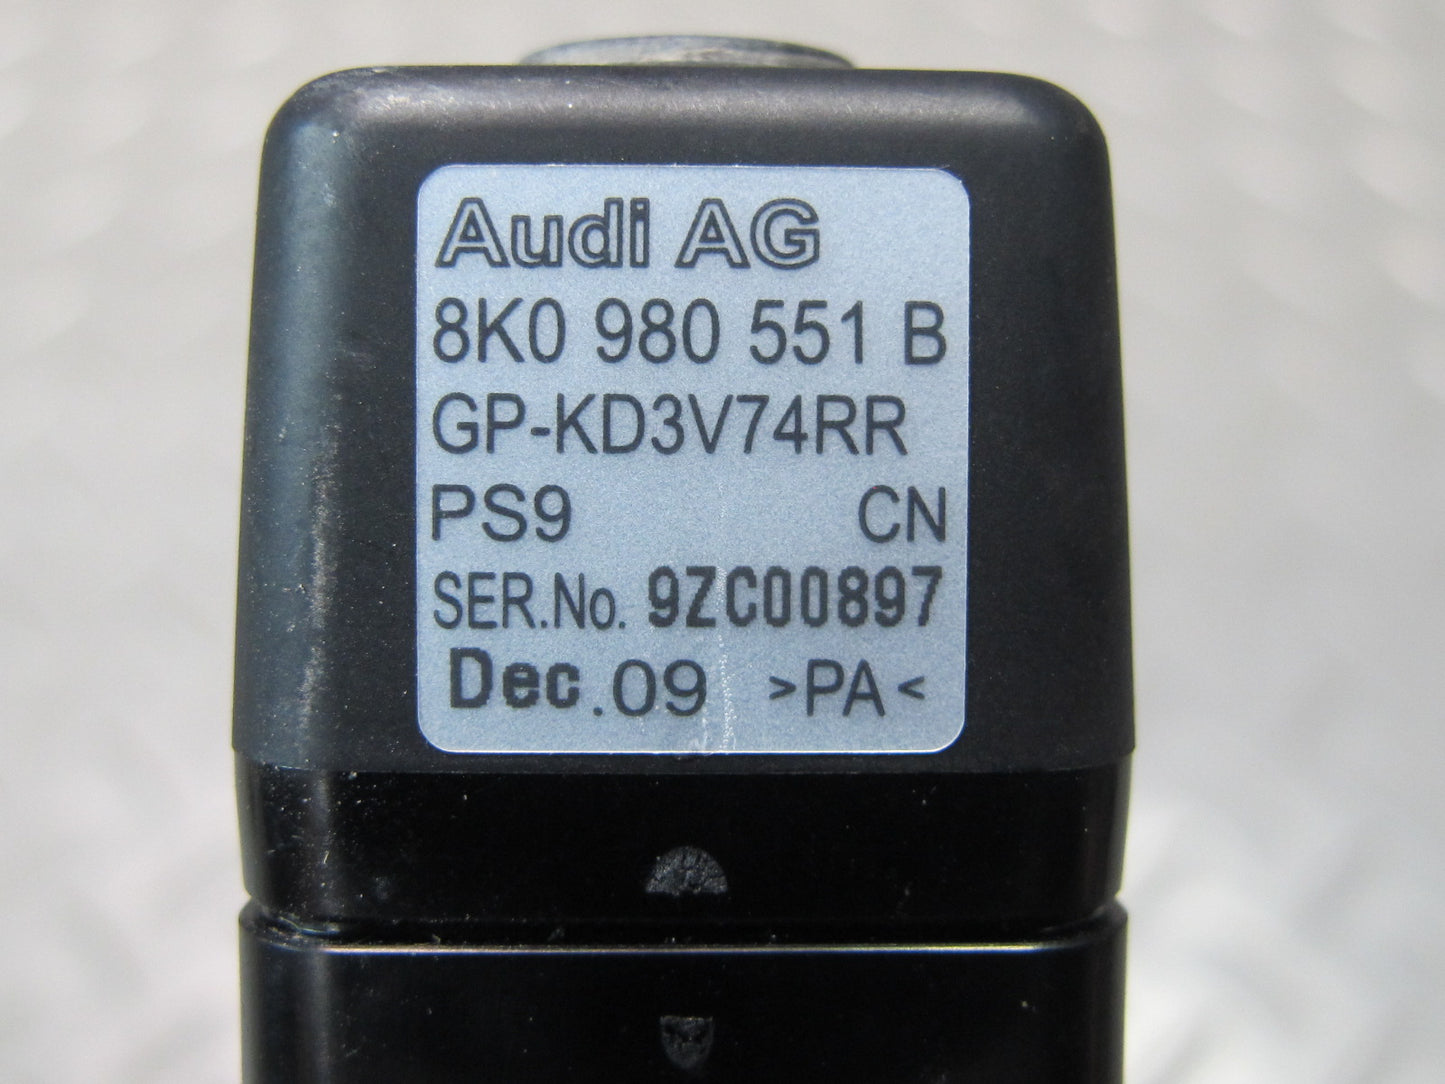 Audi AG
8K0 980 551 B
GP-KD3V74RR
PS9 CN
SER.No. 9ZC00897
Dec.09 >PA<